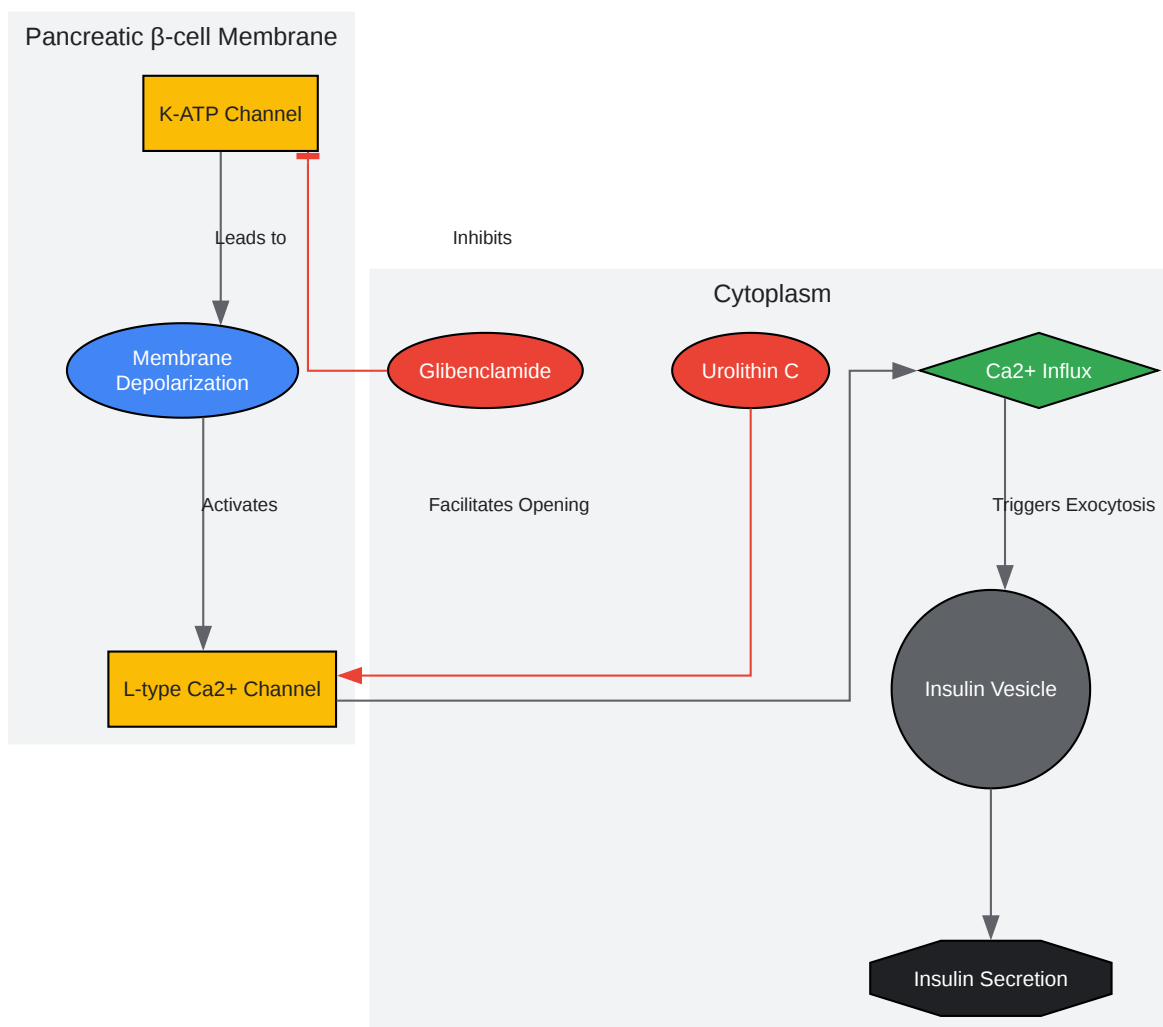 Pancreatic β-cell Membrane
K-ATP Channel
Leads to
Inhibits
Cytoplasm
Membrane
Depolarization
Glibenclamide
Urolithin C
Ca2+ Influx
Activates
Facilitates Opening
Triggers Exocytosis
L-type Ca2+ Channel
Insulin Vesicle
Insulin Secretion